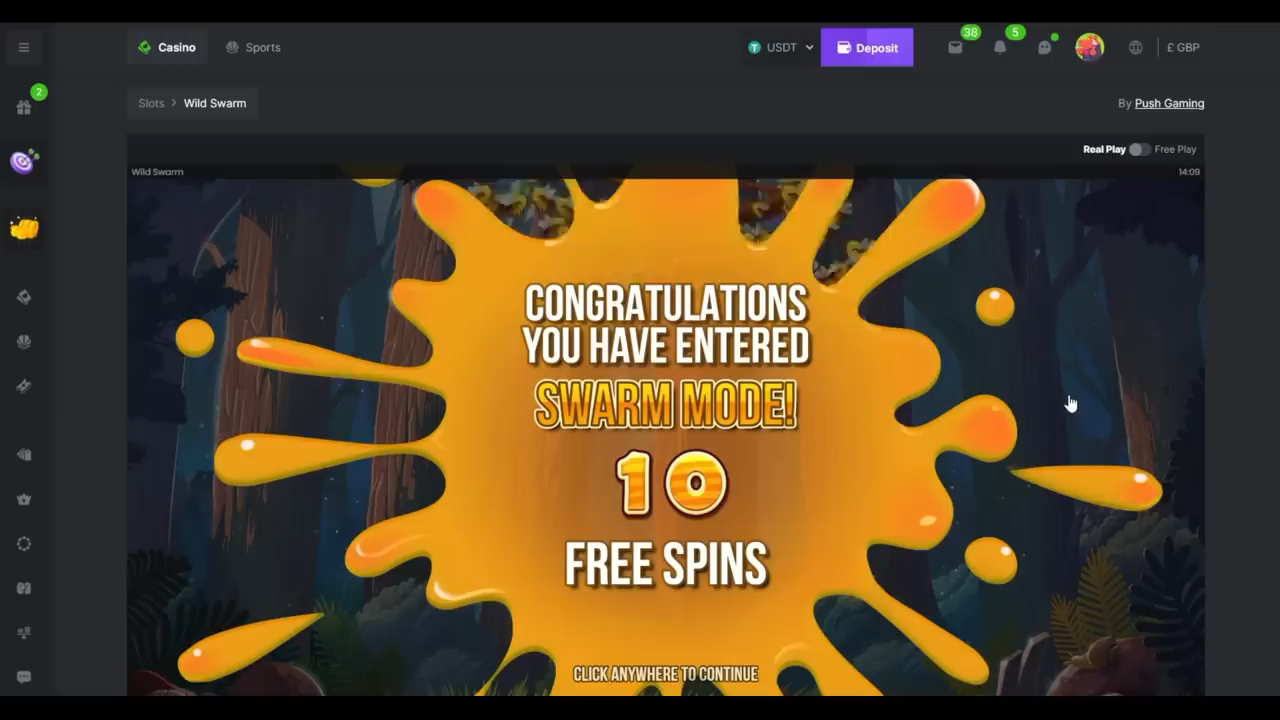 Casino
Sports
USDT
Deposit
38
5
£ GBP
2
Slots > Wild Swarm
By Push Gaming
Real Play
Free Play
Wild Swarm
14:09
CONGRATULATIONS
YOU HAVE ENTERED
SWARM MODE!
10
FREE SPINS
CLICK ANYWHERE TO CONTINUE